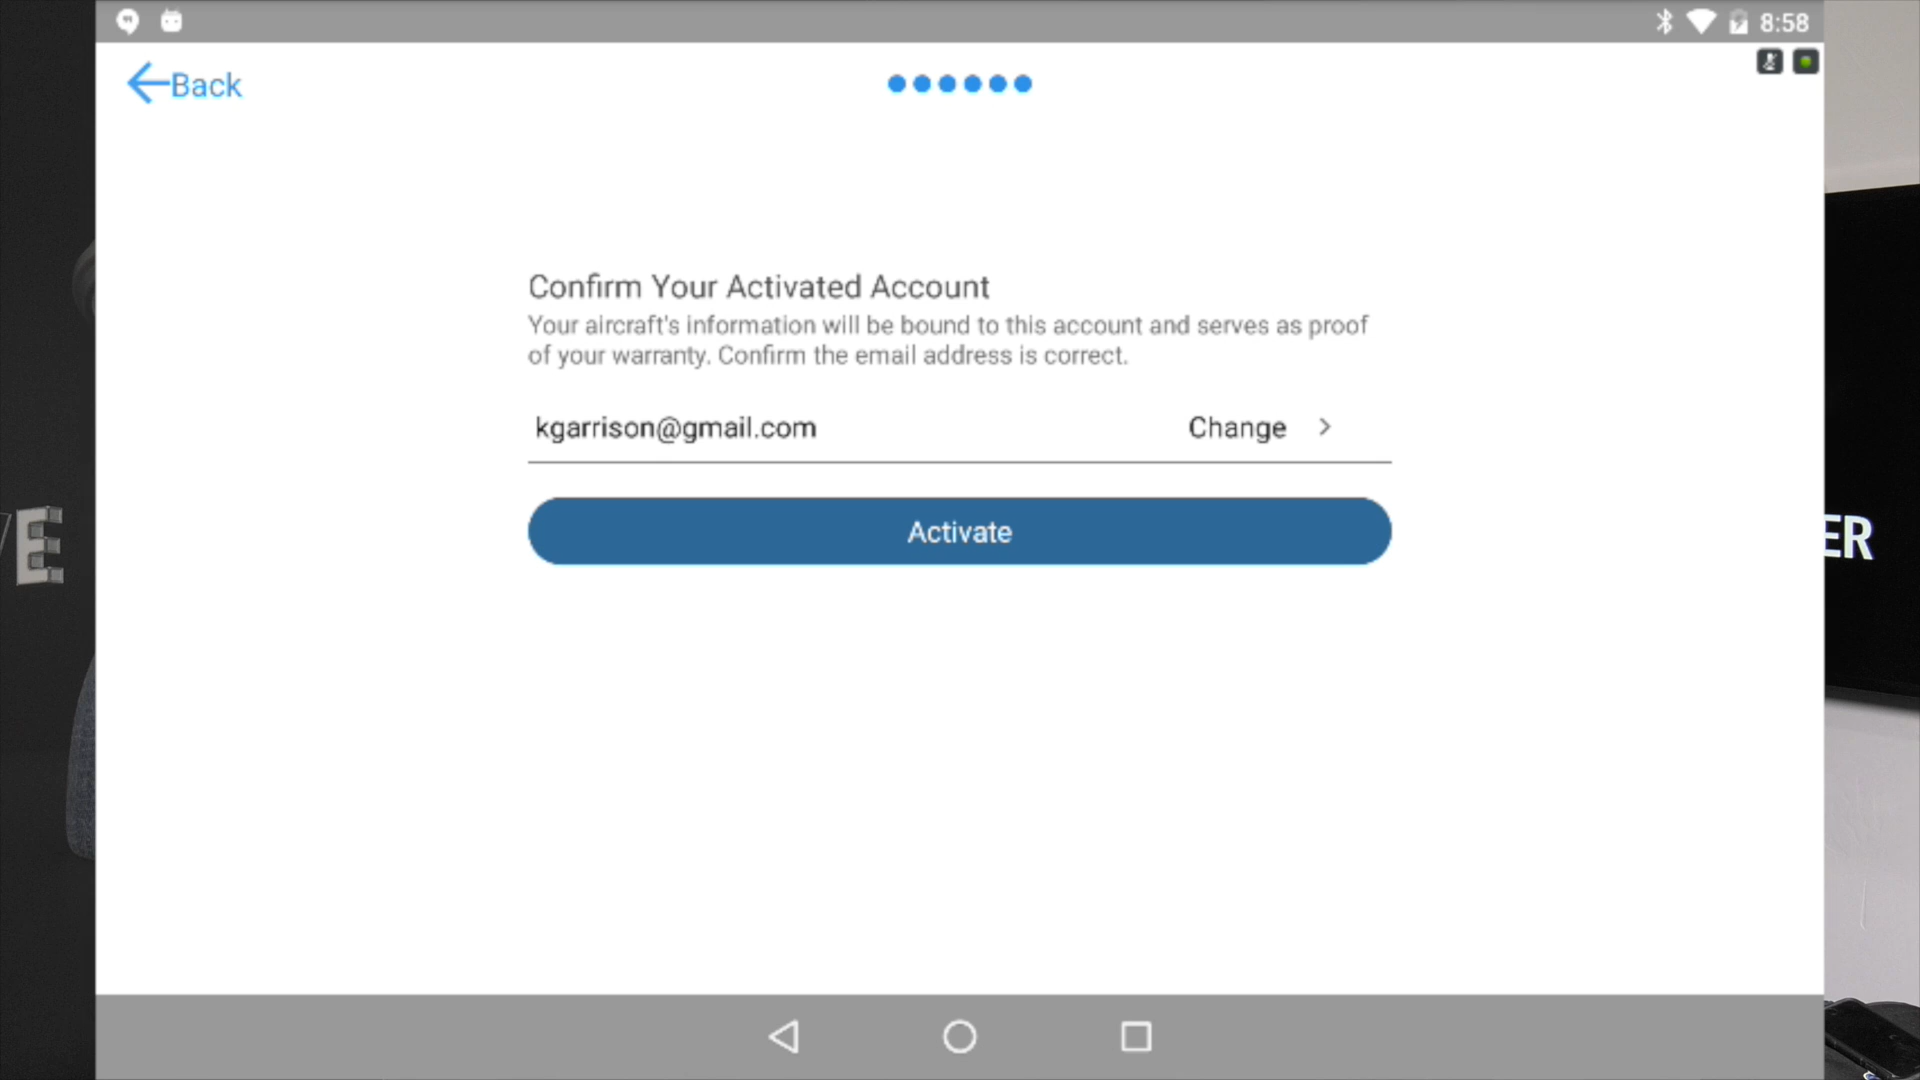 8:58
Back
Confirm Your Activated Account
Your aircraft's information will be bound to this account and serves as proof
of your warranty. Confirm the email address is correct.
kgarrison@gmail.com Change
E ER
Activate